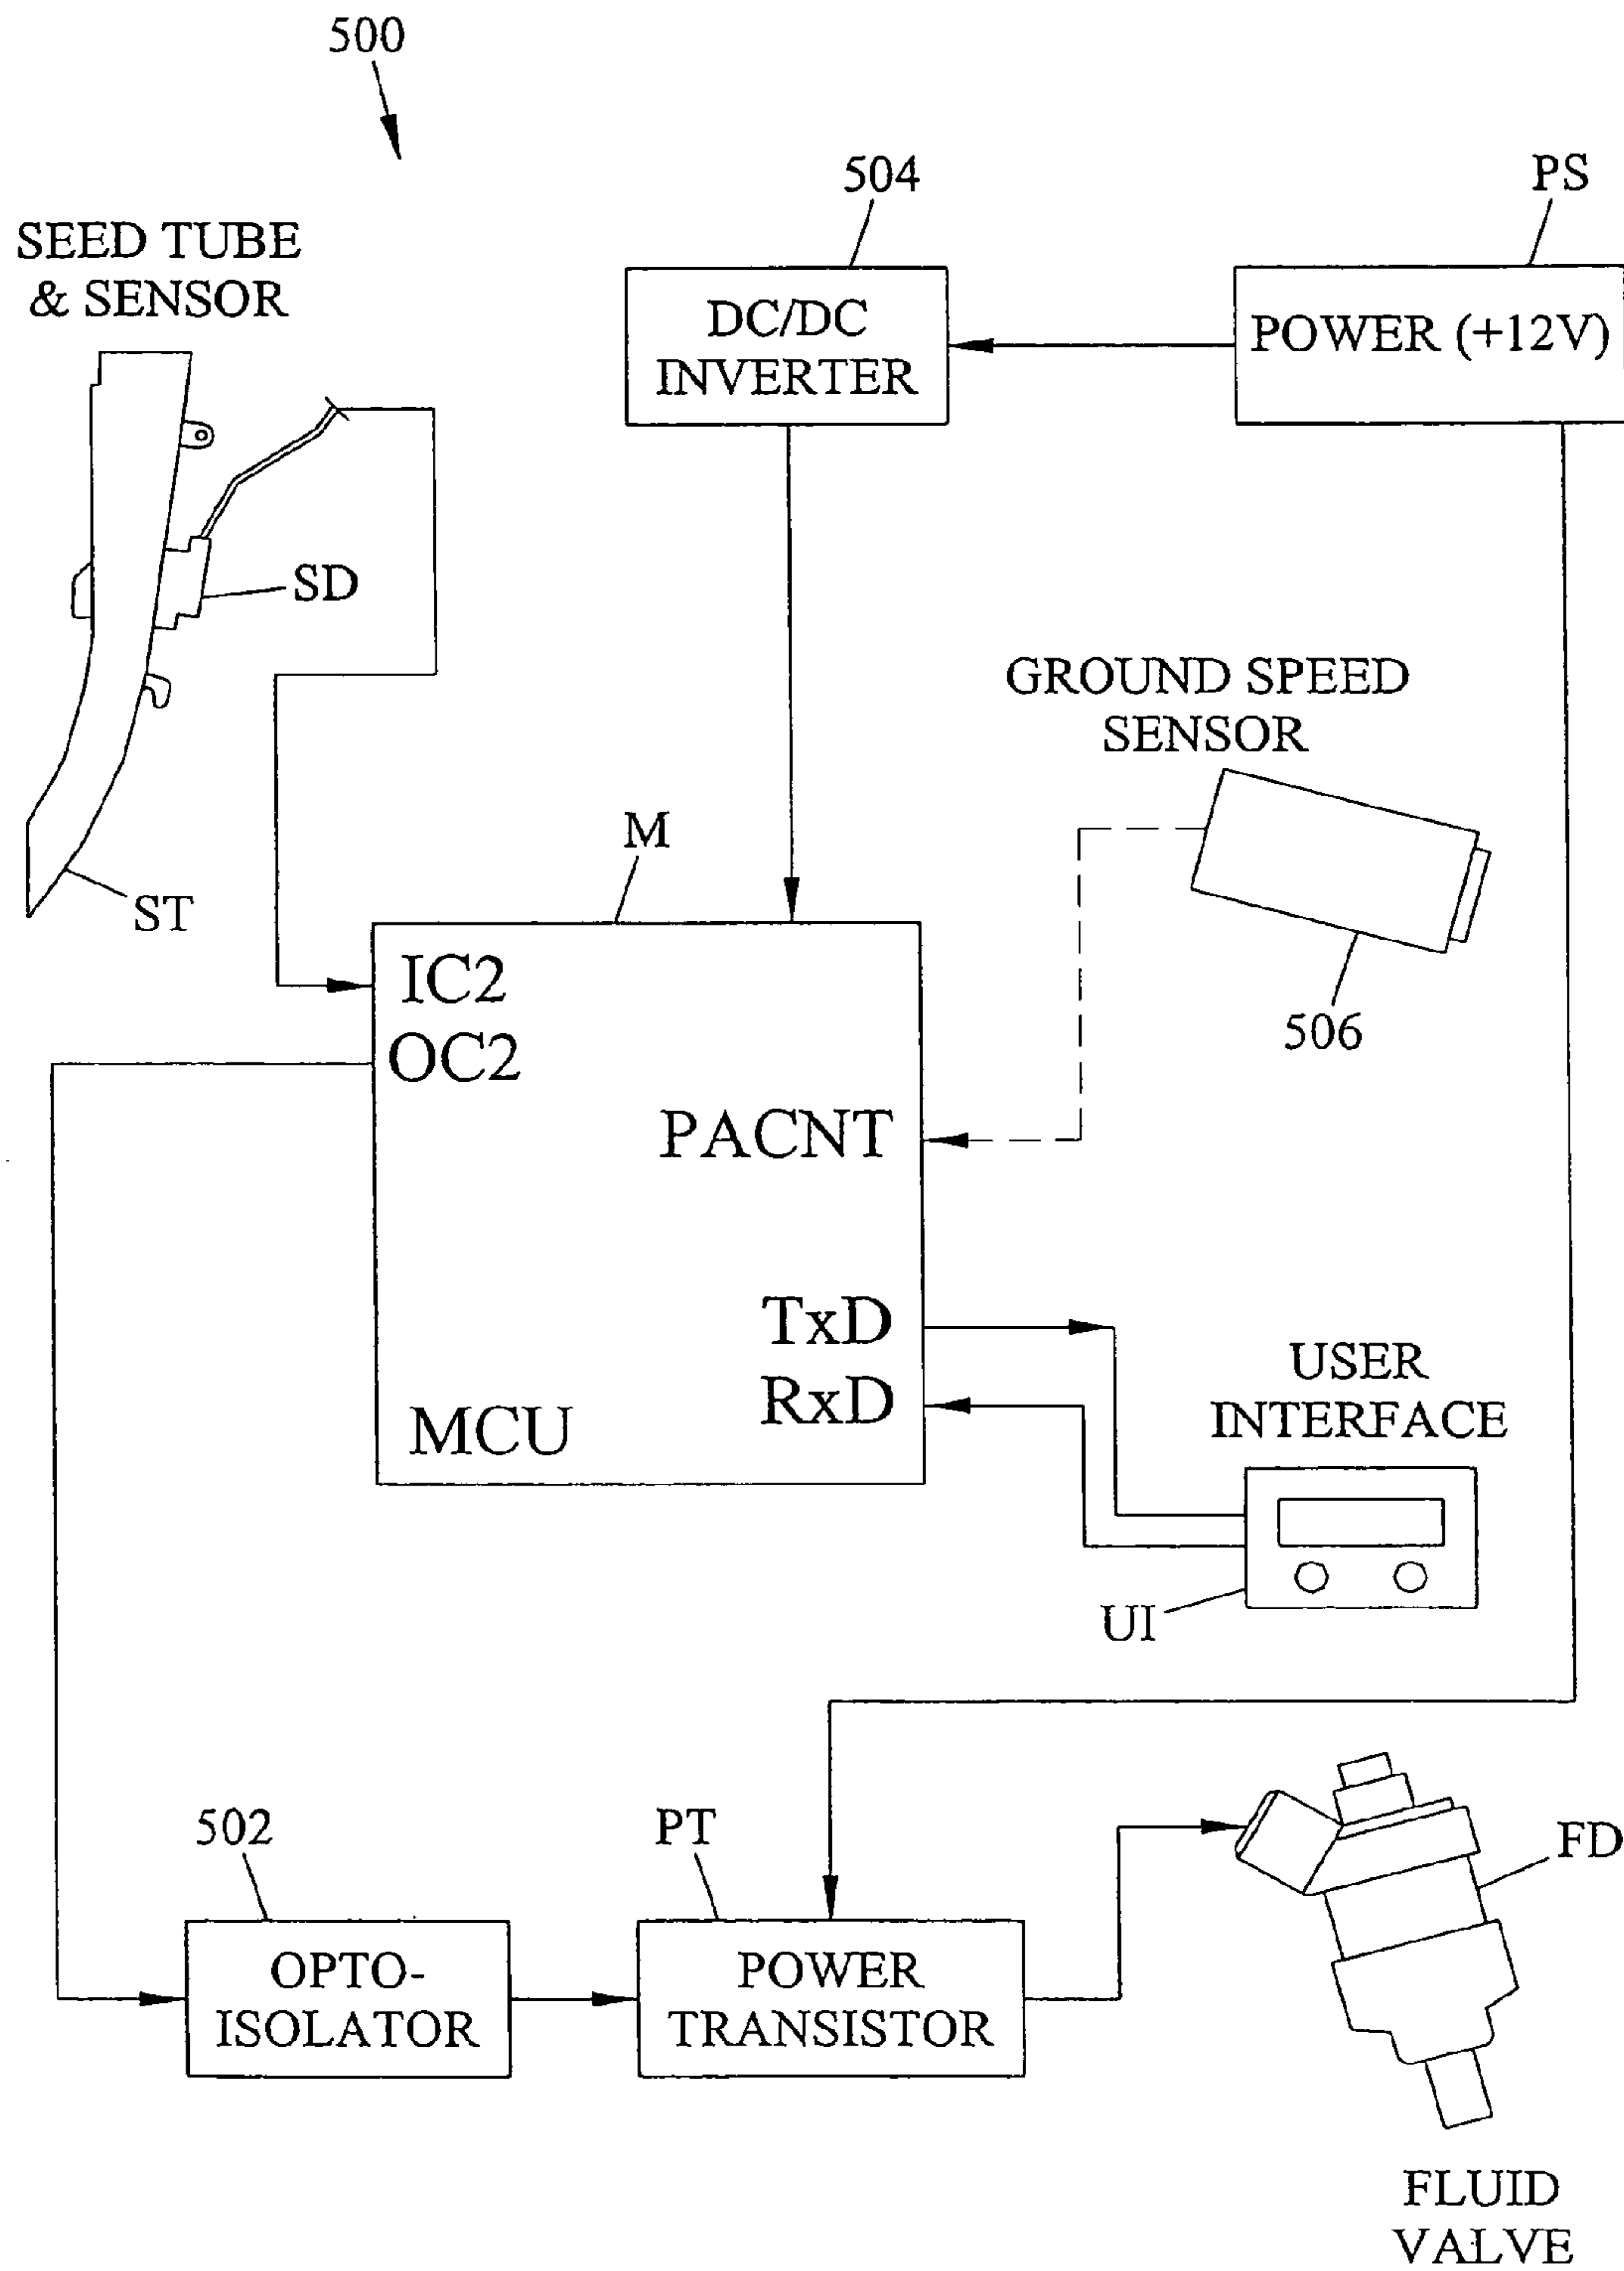 500
504
PS
SEED TUBE
& SENSOR
DC/DC
INVERTER
POWER (+12V)
SD
GROUND SPEED
SENSOR
M
ST
506
IC2
OC2
PACNT
TxD
RxD
MCU
USER
INTERFACE
UI
502
PT
FD
OPTO-
ISOLATOR
POWER
TRANSISTOR
FLUID
VALVE